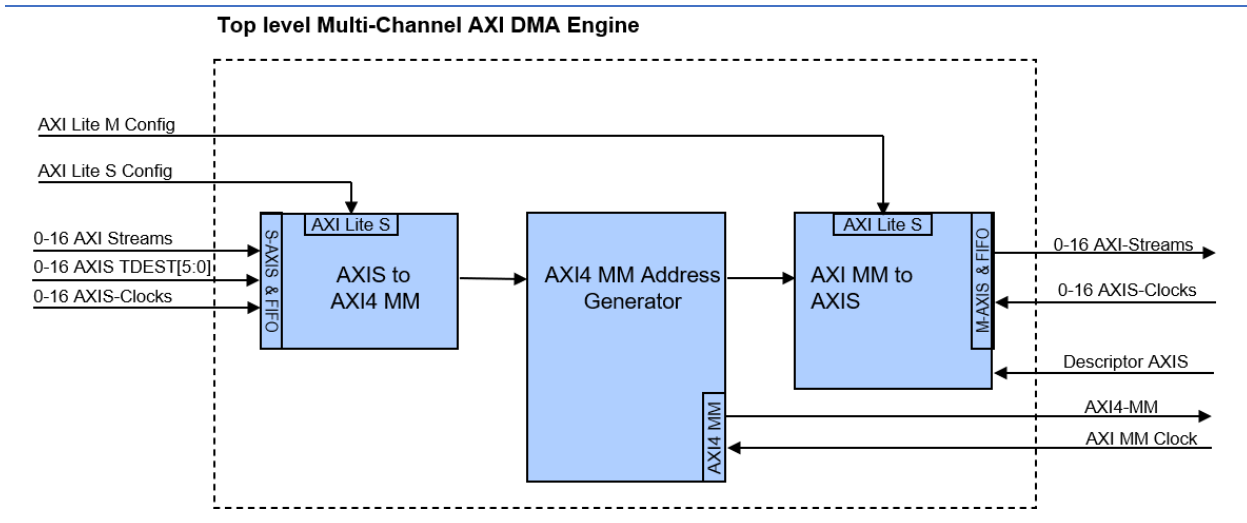 Top level Multi-Channel AXI DMA Engine
AXI Lite M Config
AXI Lite S Config
0-16 AXI Streams
0-16 AXIS TDEST[5:0]
0-16 AXIS-Clocks
S-AXIS & FIFO
AXI Lite S
AXIS to
AXI4 MM
AXI4 MM Address
Generator
AXI4 MM
AXI Lite S
AXI MM to
AXIS
M-AXIS & FIFO
0-16 AXI-Streams
0-16 AXIS-Clocks
Descriptor AXIS
AXI4-MM
AXI MM Clock